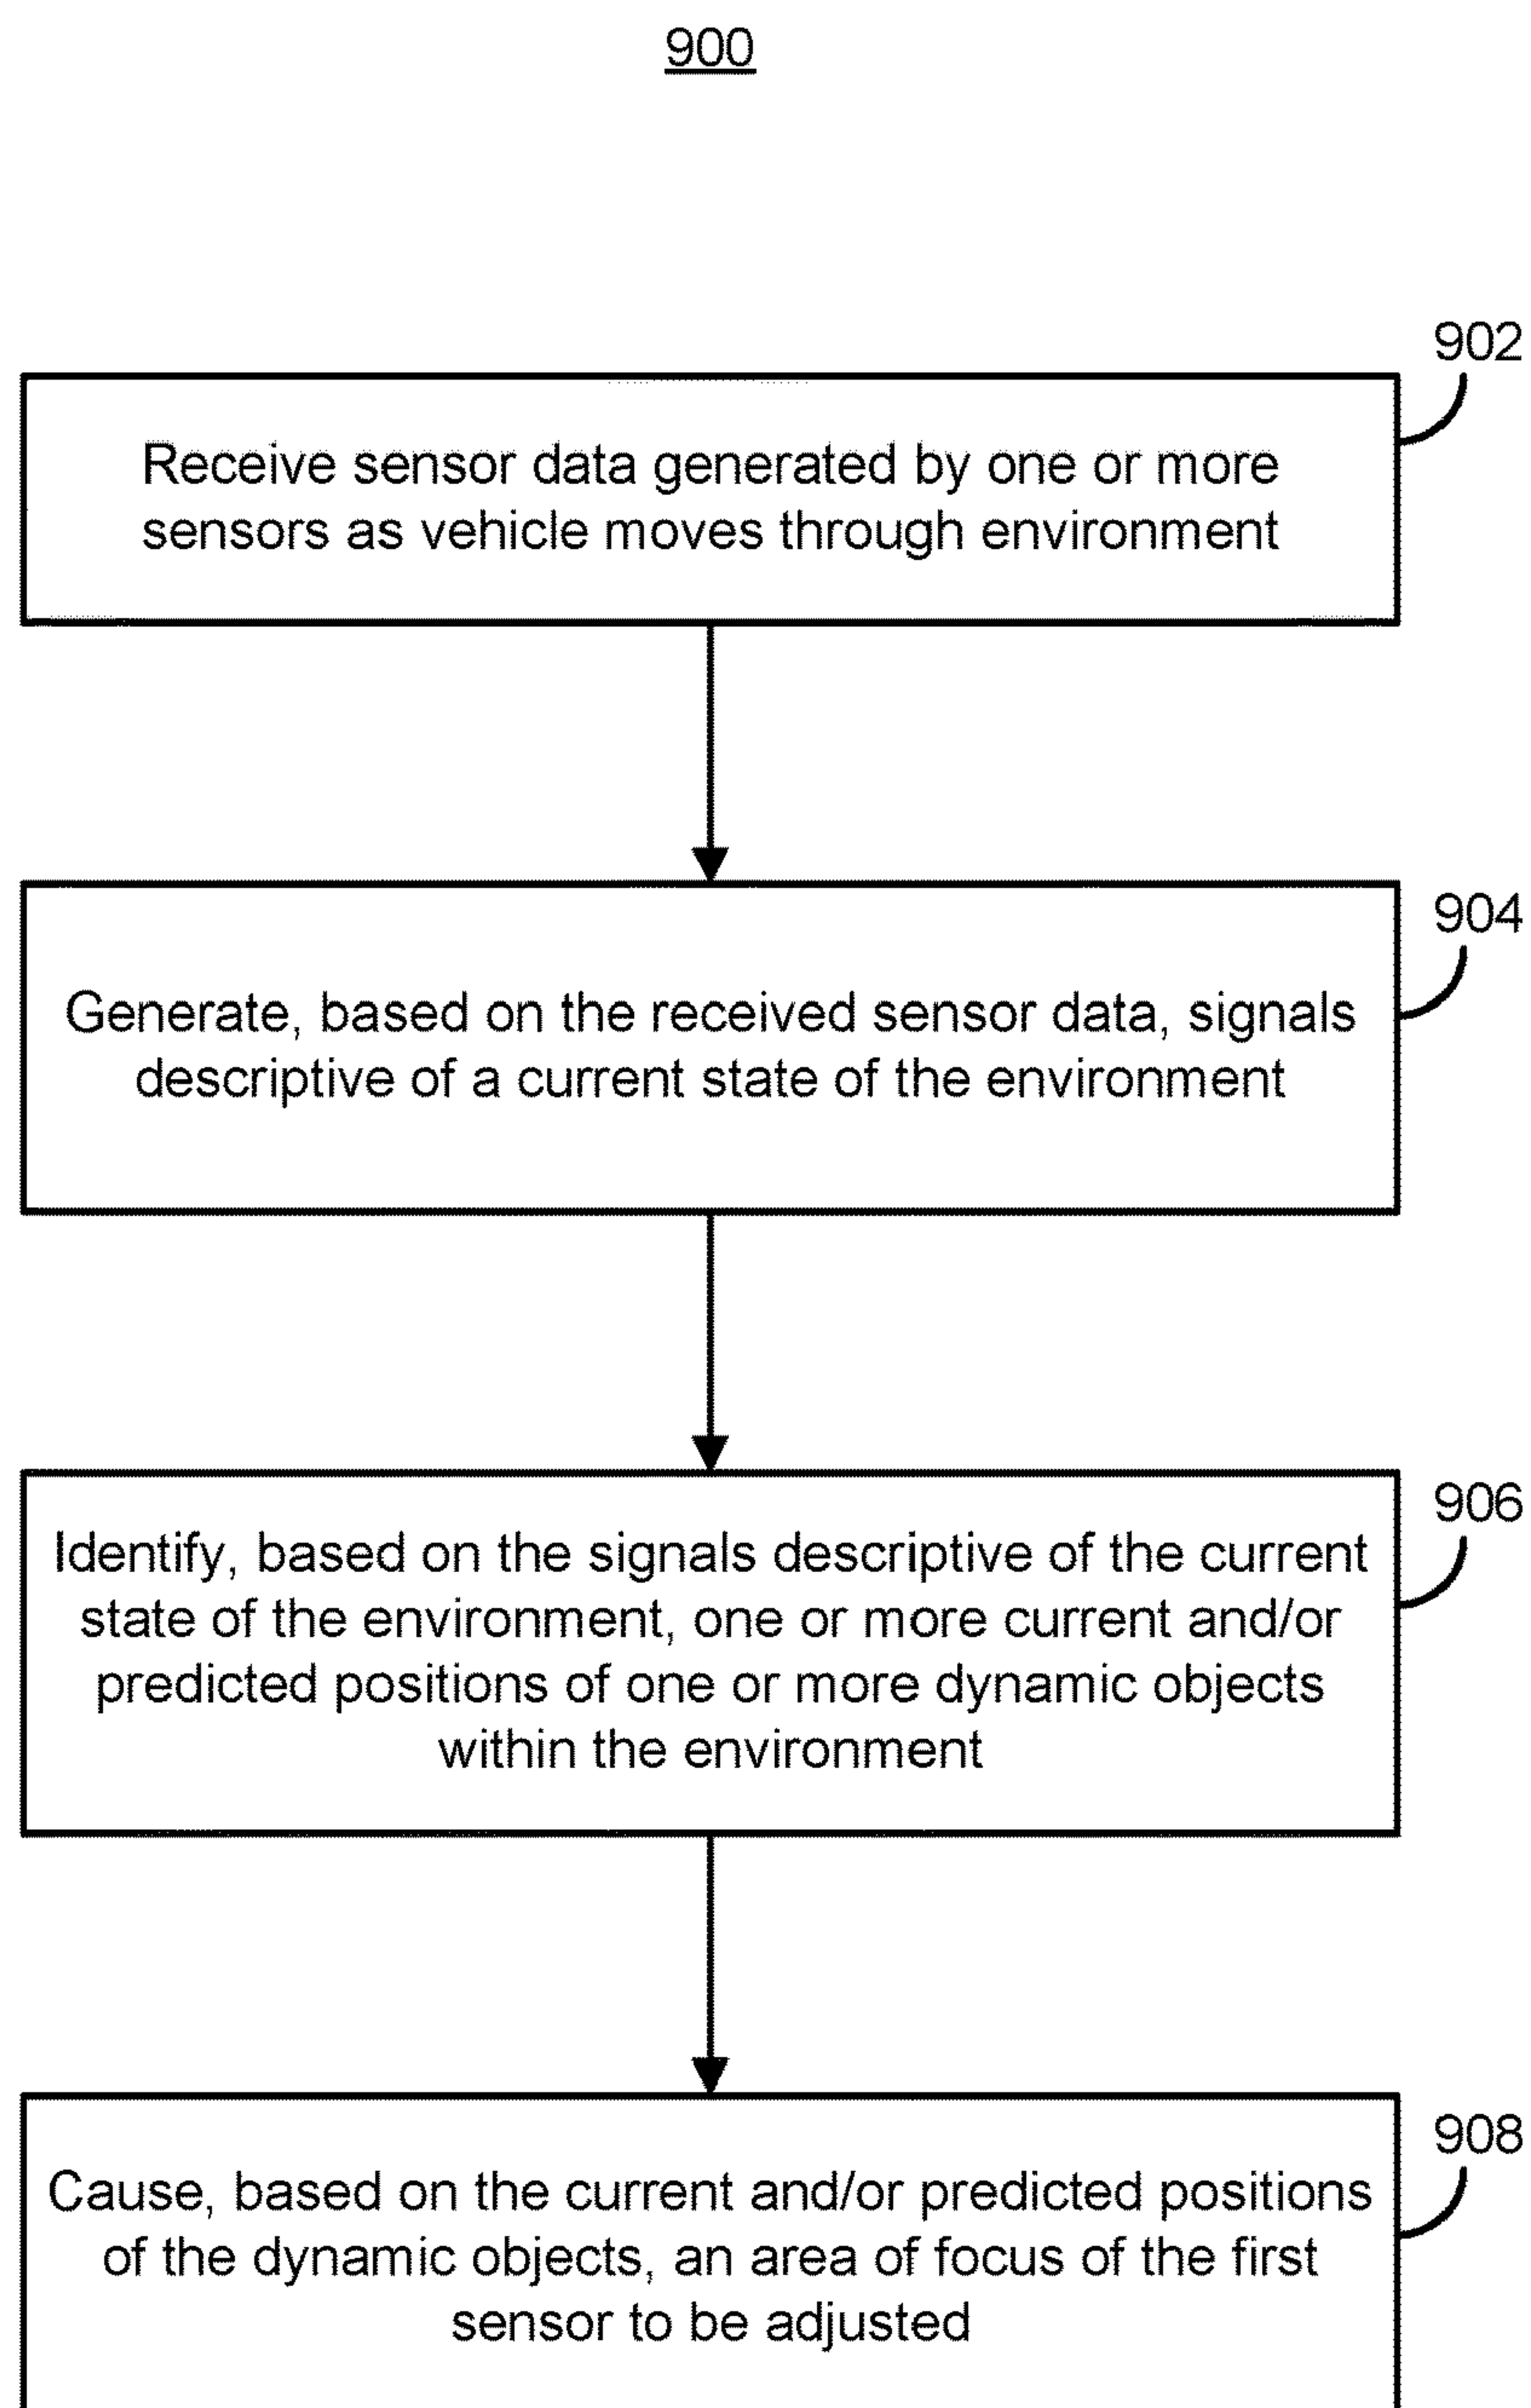 900
902
Receive sensor data generated by one or more
sensors as vehicle moves through environment
904
Generate, based on the received sensor data, signals
descriptive of a current state of the environment
906
Identify, based on the signals descriptive of the current
state of the environment, one or more current and/or
predicted positions of one or more dynamic objects
within the environment
908
Cause, based on the current and/or predicted positions
of the dynamic objects, an area of focus of the first
sensor to be adjusted